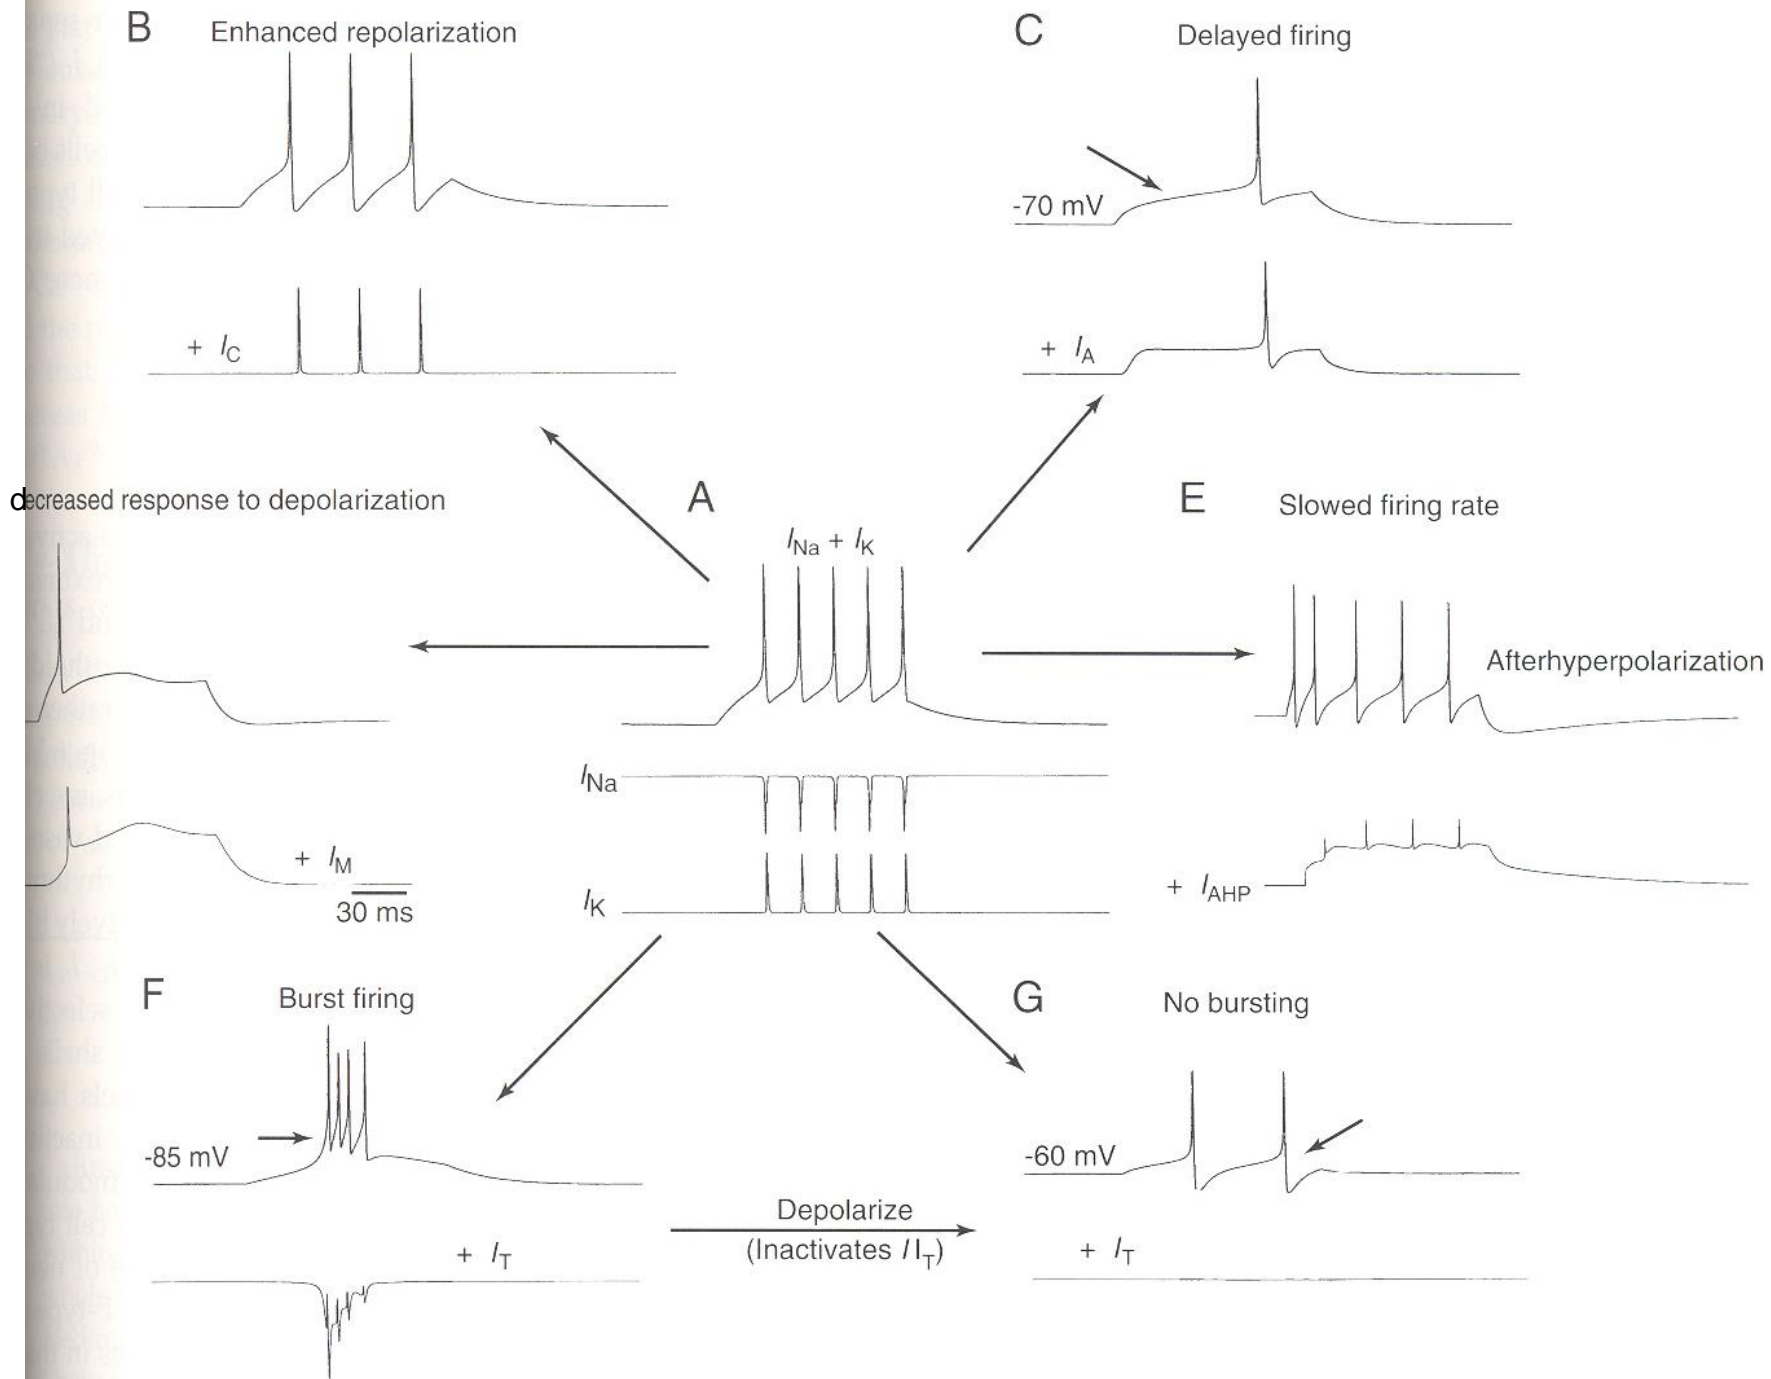 B
Enhanced repolarization
+ I_C
C
Delayed firing
-70 mV
+ I_A
decreased response to depolarization
+ I_M
30 ms
A
I_Na + I_K
I_Na
I_K
E
Slowed firing rate
Afterhyperpolarization
+ I_AHP
F
Burst firing
-85 mV
+ I_T
Depolarize
(Inactivates I I_T)
G
No bursting
-60 mV
+ I_T